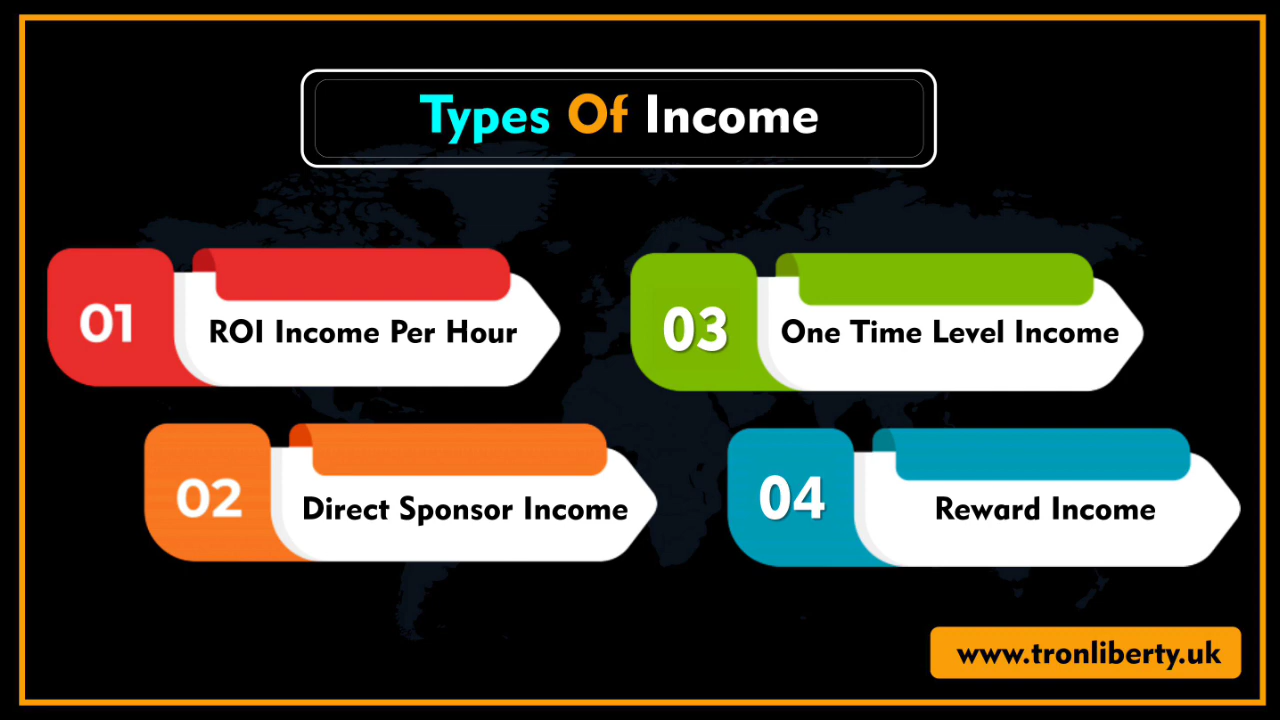 Types Of Income
01
ROI Income Per Hour
02
Direct Sponsor Income
03
One Time Level Income
04
Reward Income
www.tronliberty.uk